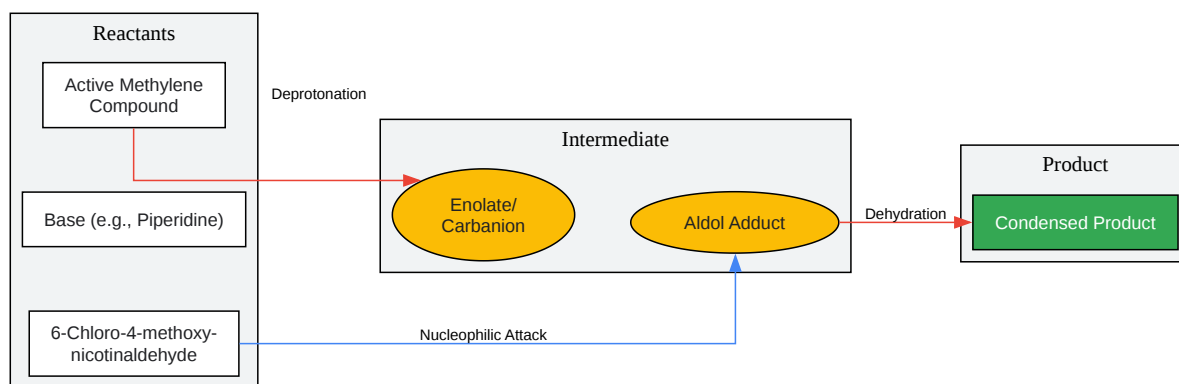 Reactants
Active Methylene
Compound
Deprotonation
Base (e.g., Piperidine)
6-Chloro-4-methoxy-
nicotinaldehyde
Nucleophilic Attack
Intermediate
Enolate/
Carbanion
Aldol Adduct
Dehydration
Product
Condensed Product